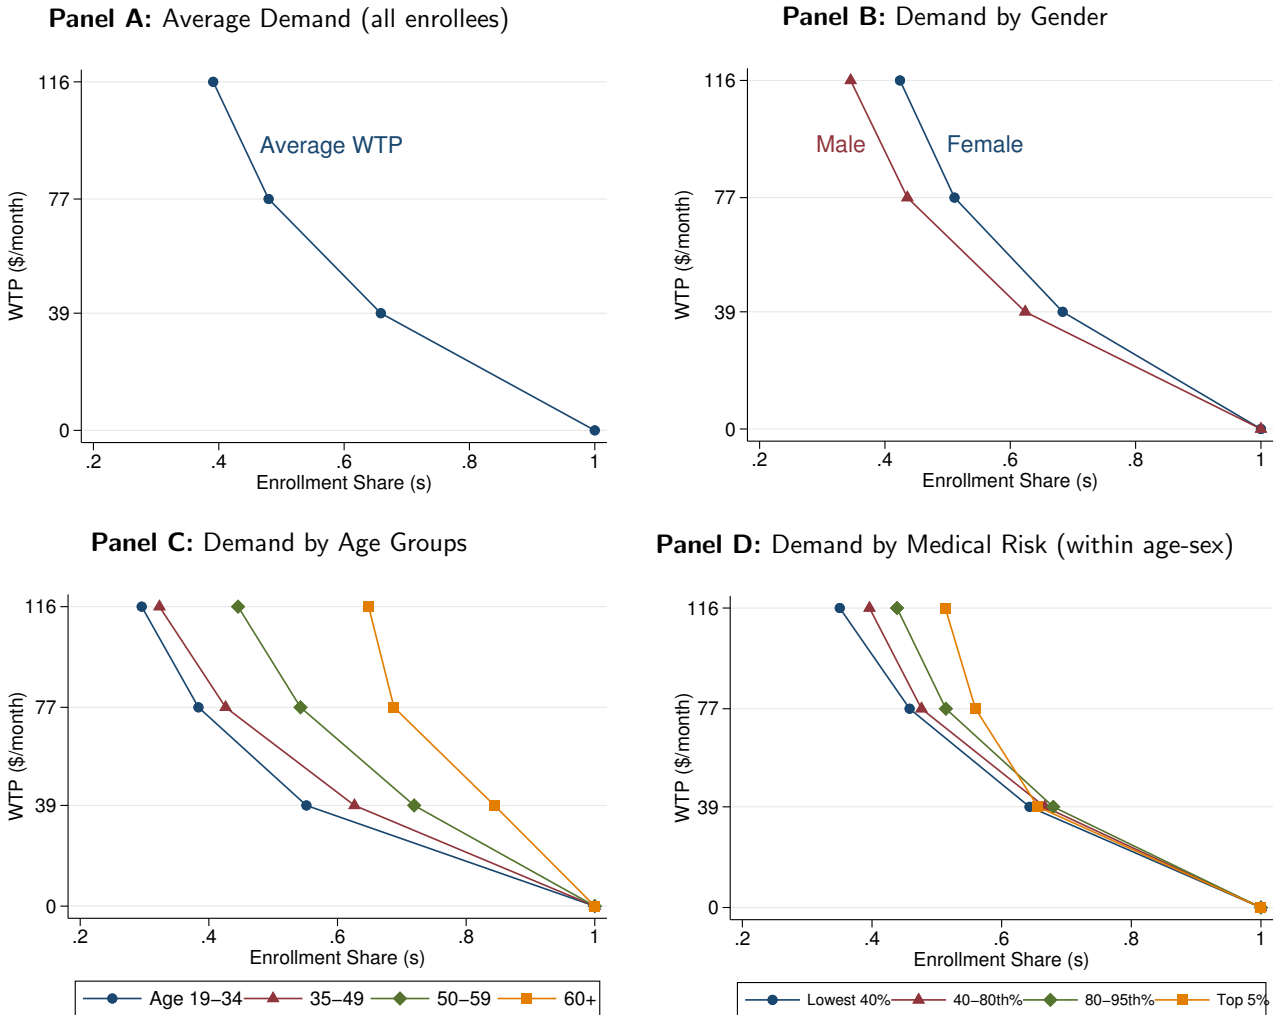 Panel A: Average Demand (all enrollees)
116
77
39
0
WTP ($/month)
Average WTP
.2 .4 .6 .8 1
Enrollment Share (s)
Panel B: Demand by Gender
116
77
39
0
WTP ($/month)
Male
Female
.2 .4 .6 .8 1
Enrollment Share (s)
Panel C: Demand by Age Groups
116
77
39
0
WTP ($/month)
.2 .4 .6 .8 1
Enrollment Share (s)
Age 19–34 35–49 50–59 60+
Panel D: Demand by Medical Risk (within age-sex)
116
77
39
0
WTP ($/month)
.2 .4 .6 .8 1
Enrollment Share (s)
Lowest 40% 40–80th% 80–95th% Top 5%